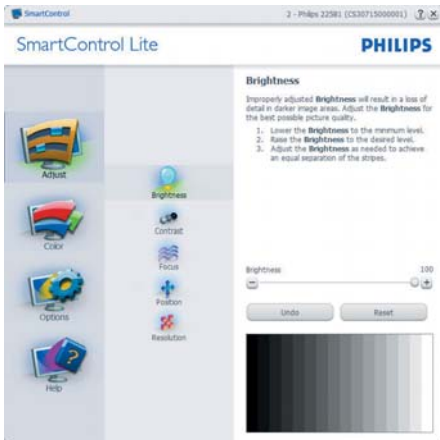 SmartControl
2 - Philips 225B1 (CS30715000001)
SmartControl Lite
PHILIPS
Adjust
Color
Options
Help
Brightness
Contrast
Focus
Position
Resolution
Brightness
Improperly adjusted Brightness will result in a loss of
detail in darker image areas. Adjust the Brightness for
the best possible picture quality.
1. Lower the Brightness to the minimum level.
2. Raise the Brightness to the desired level.
3. Adjust the Brightness as needed to achieve
an equal separation of the stripes.
Brightness 100
Undo Reset